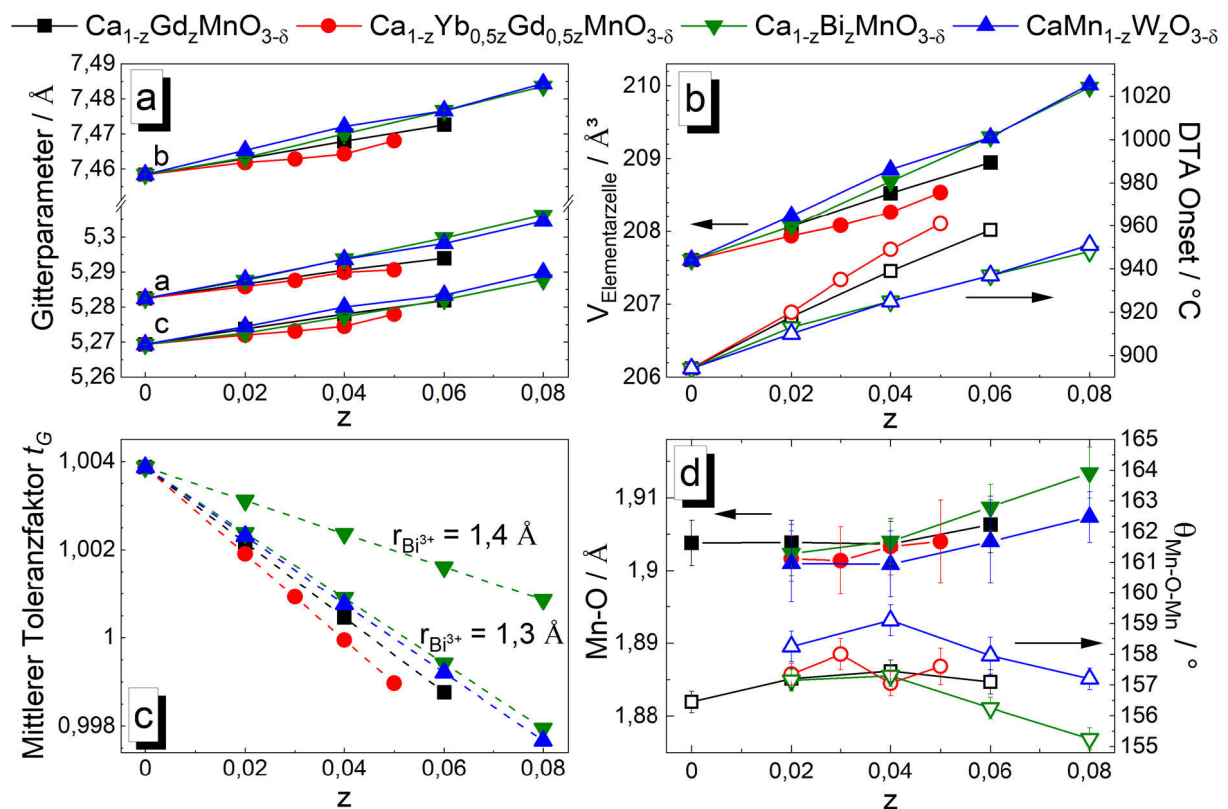 Ca1-zGdzMnO3-δ Ca1-zYb0,5zGd0,5zMnO3-δ Ca1-zBizMnO3-δ CaMn1-zWzO3-δ
a
Gitterparameter / Å
7,49
7,48
7,47
7,46
5,3
5,29
5,28
5,27
5,26
b
a
c
0 0,02 0,04 0,06 0,08
z
b
VElementarzelle / Å³
210
209
208
207
206
DTA Onset / °C
1020
1000
980
960
940
920
900
0 0,02 0,04 0,06 0,08
z
c
Mittlerer Toleranzfaktor tG
1,004
1,002
1
0,998
rBi³⁺ = 1,4 Å
rBi³⁺ = 1,3 Å
0 0,02 0,04 0,06 0,08
z
d
Mn-O / Å
1,91
1,9
1,89
1,88
θMn-O-Mn / °
165
164
163
162
161
160
159
158
157
156
155
0 0,02 0,04 0,06 0,08
z